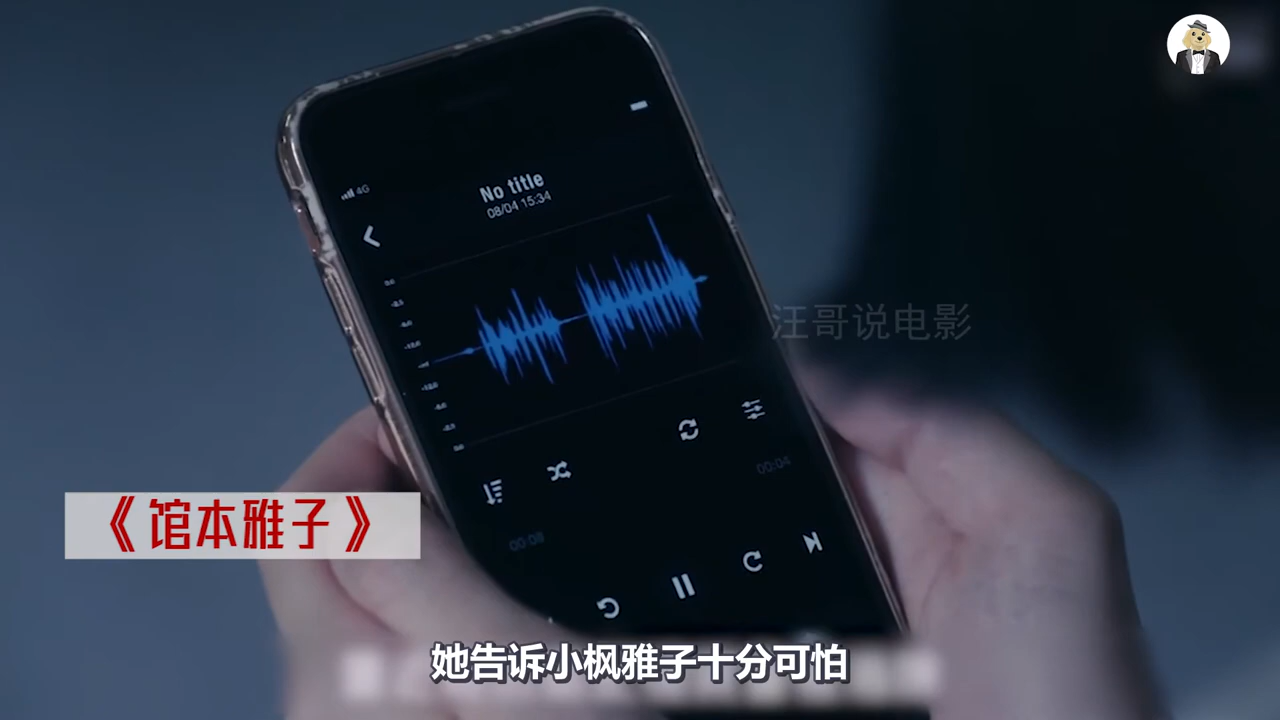 4G
No title
08/04 15:34
汪哥说电影
00:04
00:08
《馆本雅子》
她告诉小枫雅子十分可怕